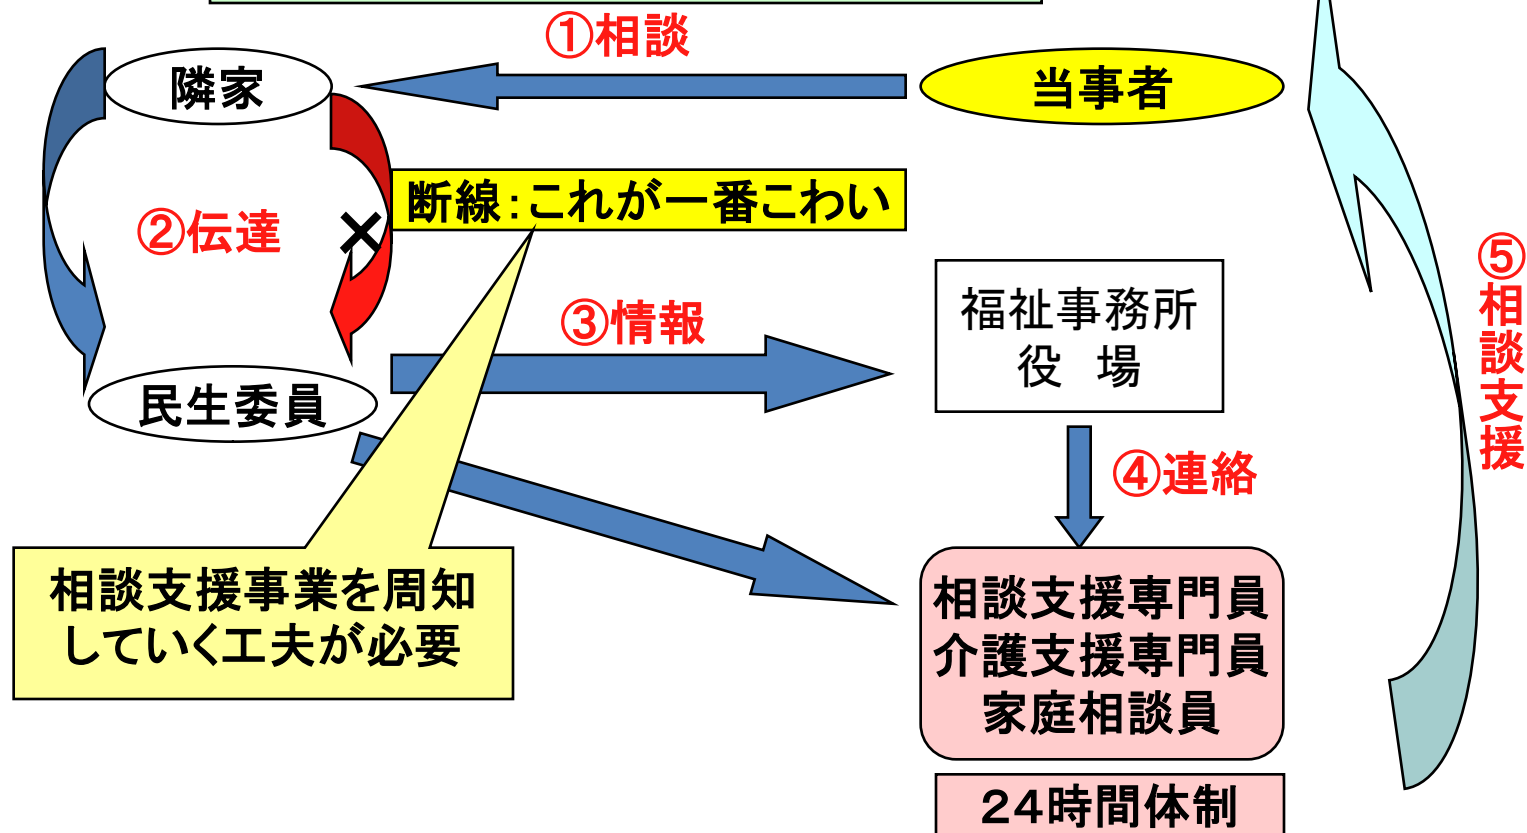 ①相談
隣家
当事者
断線：これが一番こわい
②伝達
×
③情報
福祉事務所
役　場
⑤相談支援
民生委員
④連絡
相談支援事業を周知
していく工夫が必要
相談支援専門員
介護支援専門員
家庭相談員
２４時間体制